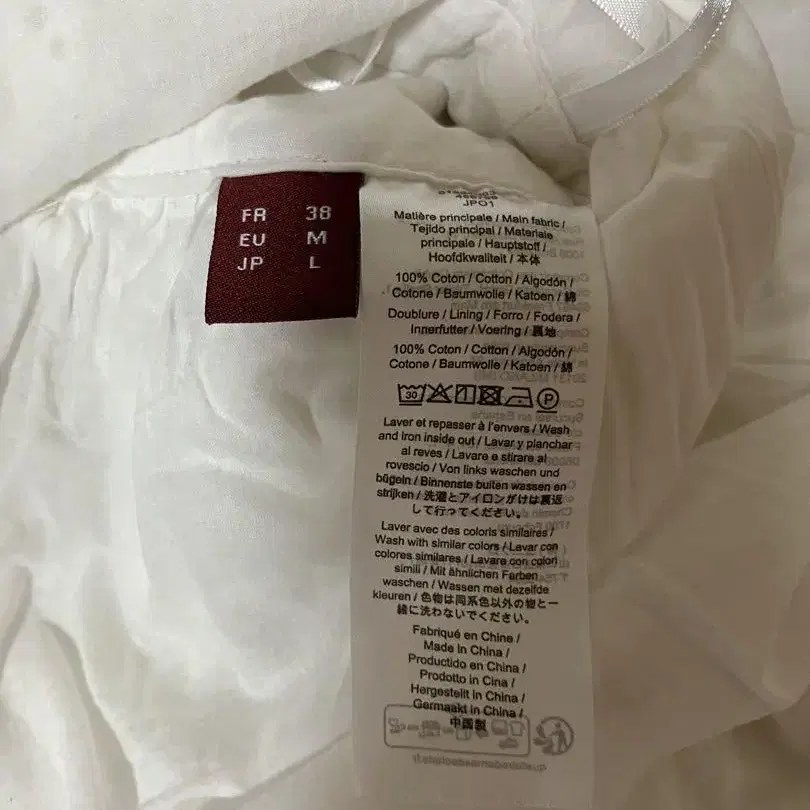 FR 38
EU M
JP L
JPO1
Matière principale / Main fabric /
Tejido principal / Materiale
principale / Hauptstoff /
Hoofdkwaliteit / 本体
100% Coton / Cotton / Algodón /
Cotone / Baumwolle / Katoen / 綿
Doublure / Lining / Forro / Fodera /
Innerfutter / Voering / 裏地
100% Coton / Cotton / Algodón /
Cotone / Baumwolle / Katoen / 綿
30 P
Laver et repasser à l'envers / Wash
and iron inside out / Lavar y planchar
al reves / Lavare e stirare al
rovescio / Von links waschen und
bügeln / Binnenste buiten wassen en
strijken / 洗濯とアイロンがけは裏返
して行ってください。
Laver avec des coloris similaires /
Wash with similar colors / Lavar con
colores similares / Lavare con colori
simili / Mit ähnlichen Farben
waschen / Wassen met dezelfde
kleuren / 色物は同系色以外の物と一
緒に洗わないでください。
Fabriqué en Chine /
Made In China /
Productido en China /
Prodotto in Cina /
Hergestellt in China /
Gemaakt in China /
中国製